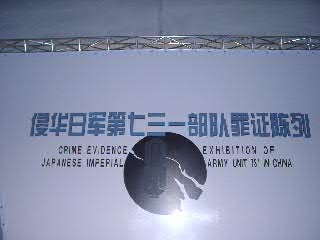 侵华日军第七三一部队罪证陈列
CRIME EVIDENCE EXHIBITION OF
JAPANESE IMPERIAL ARMY UNIT 731 IN CHINA